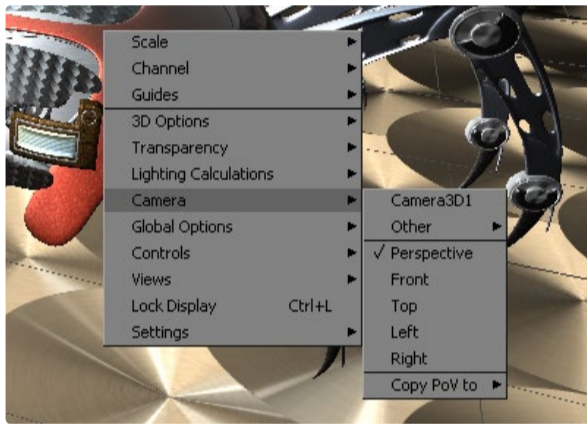 Scale
Channel
Guides
3D Options
Transparency
Lighting Calculations
Camera
Global Options
Controls
Views
Lock Display Ctrl+L
Settings
Camera3D1
Other
✓ Perspective
Front
Top
Left
Right
Copy PoV to